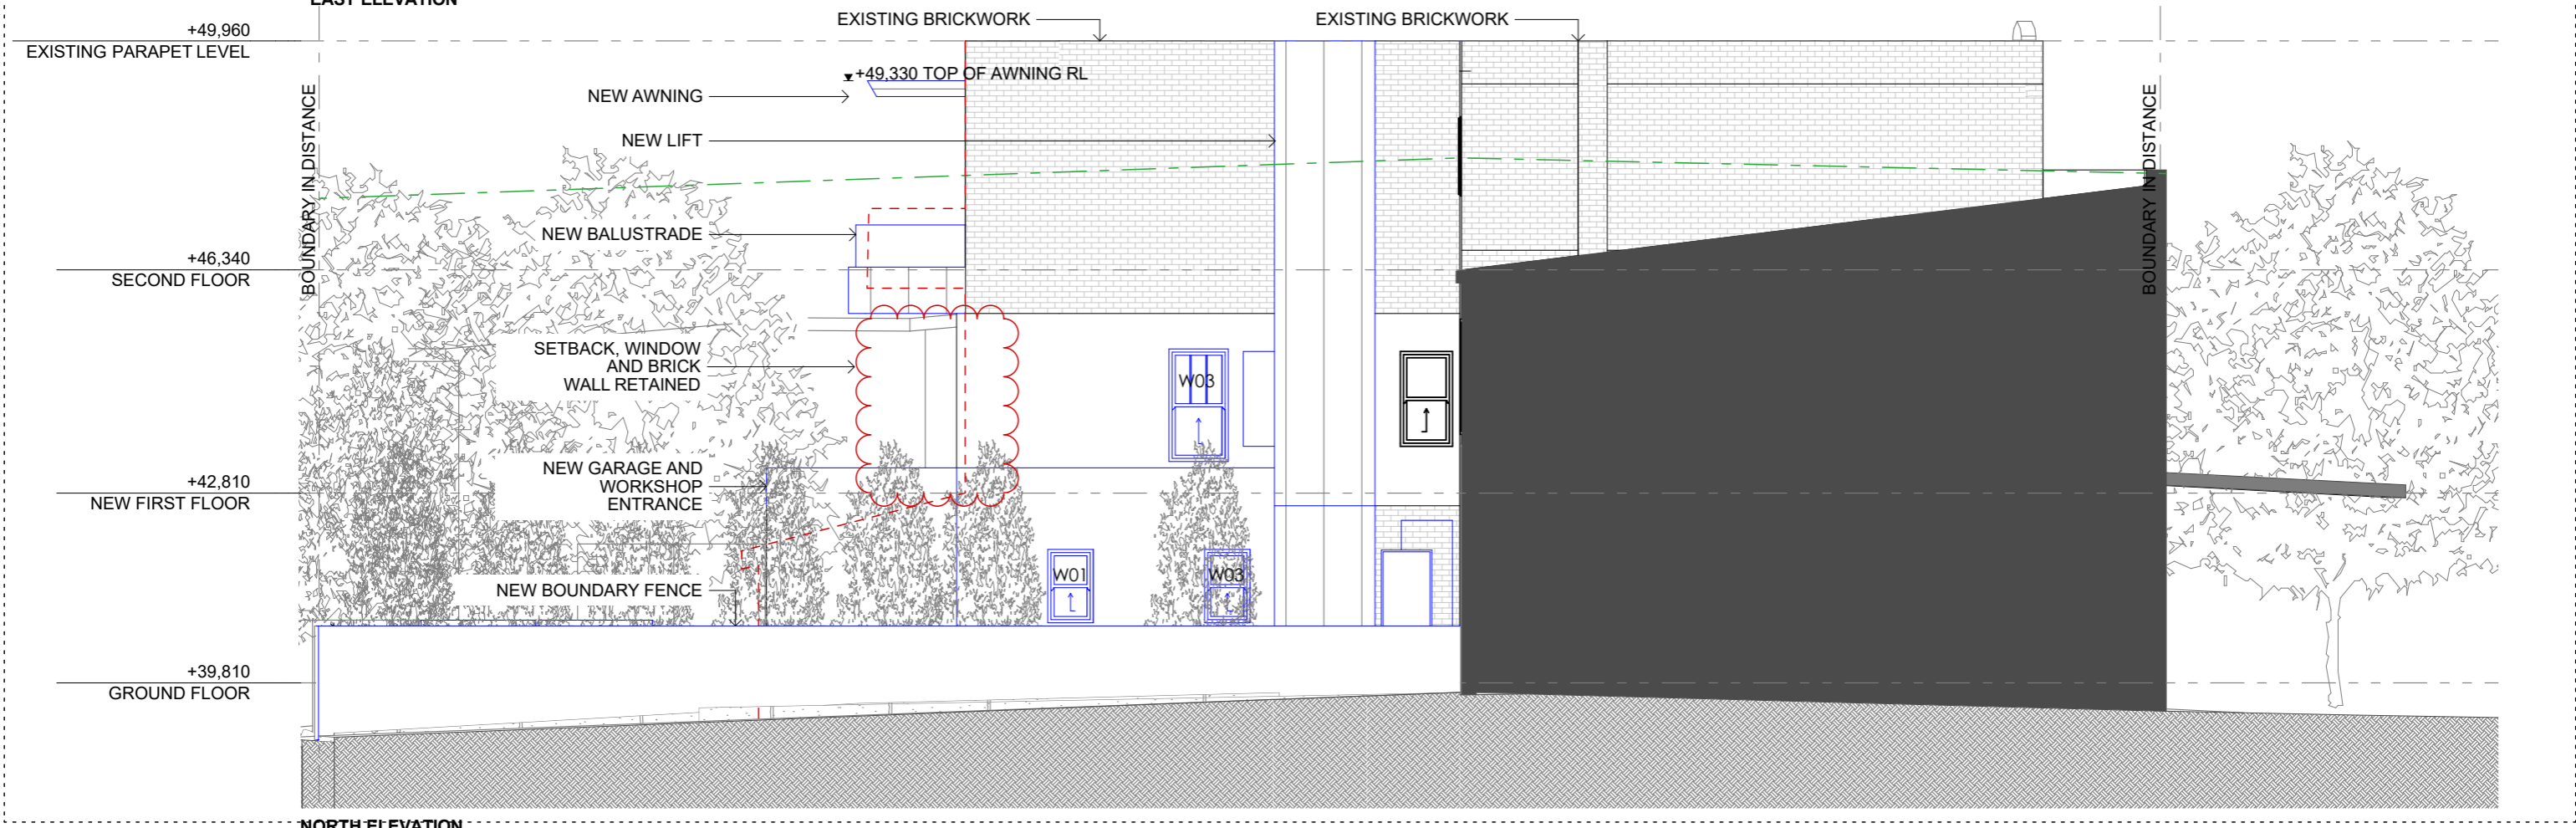 EAST ELEVATION
EXISTING BRICKWORK
EXISTING BRICKWORK
+49,960
EXISTING PARAPET LEVEL
+49,330 TOP OF AWNING RL
NEW AWNING
NEW LIFT
BOUNDARY IN DISTANCE
BOUNDARY IN DISTANCE
NEW BALUSTRADE
+46,340
SECOND FLOOR
SETBACK, WINDOW
AND BRICK
WALL RETAINED
W03
NEW GARAGE AND
WORKSHOP
ENTRANCE
+42,810
NEW FIRST FLOOR
W01
W03
NEW BOUNDARY FENCE
+39,810
GROUND FLOOR
NORTH ELEVATION